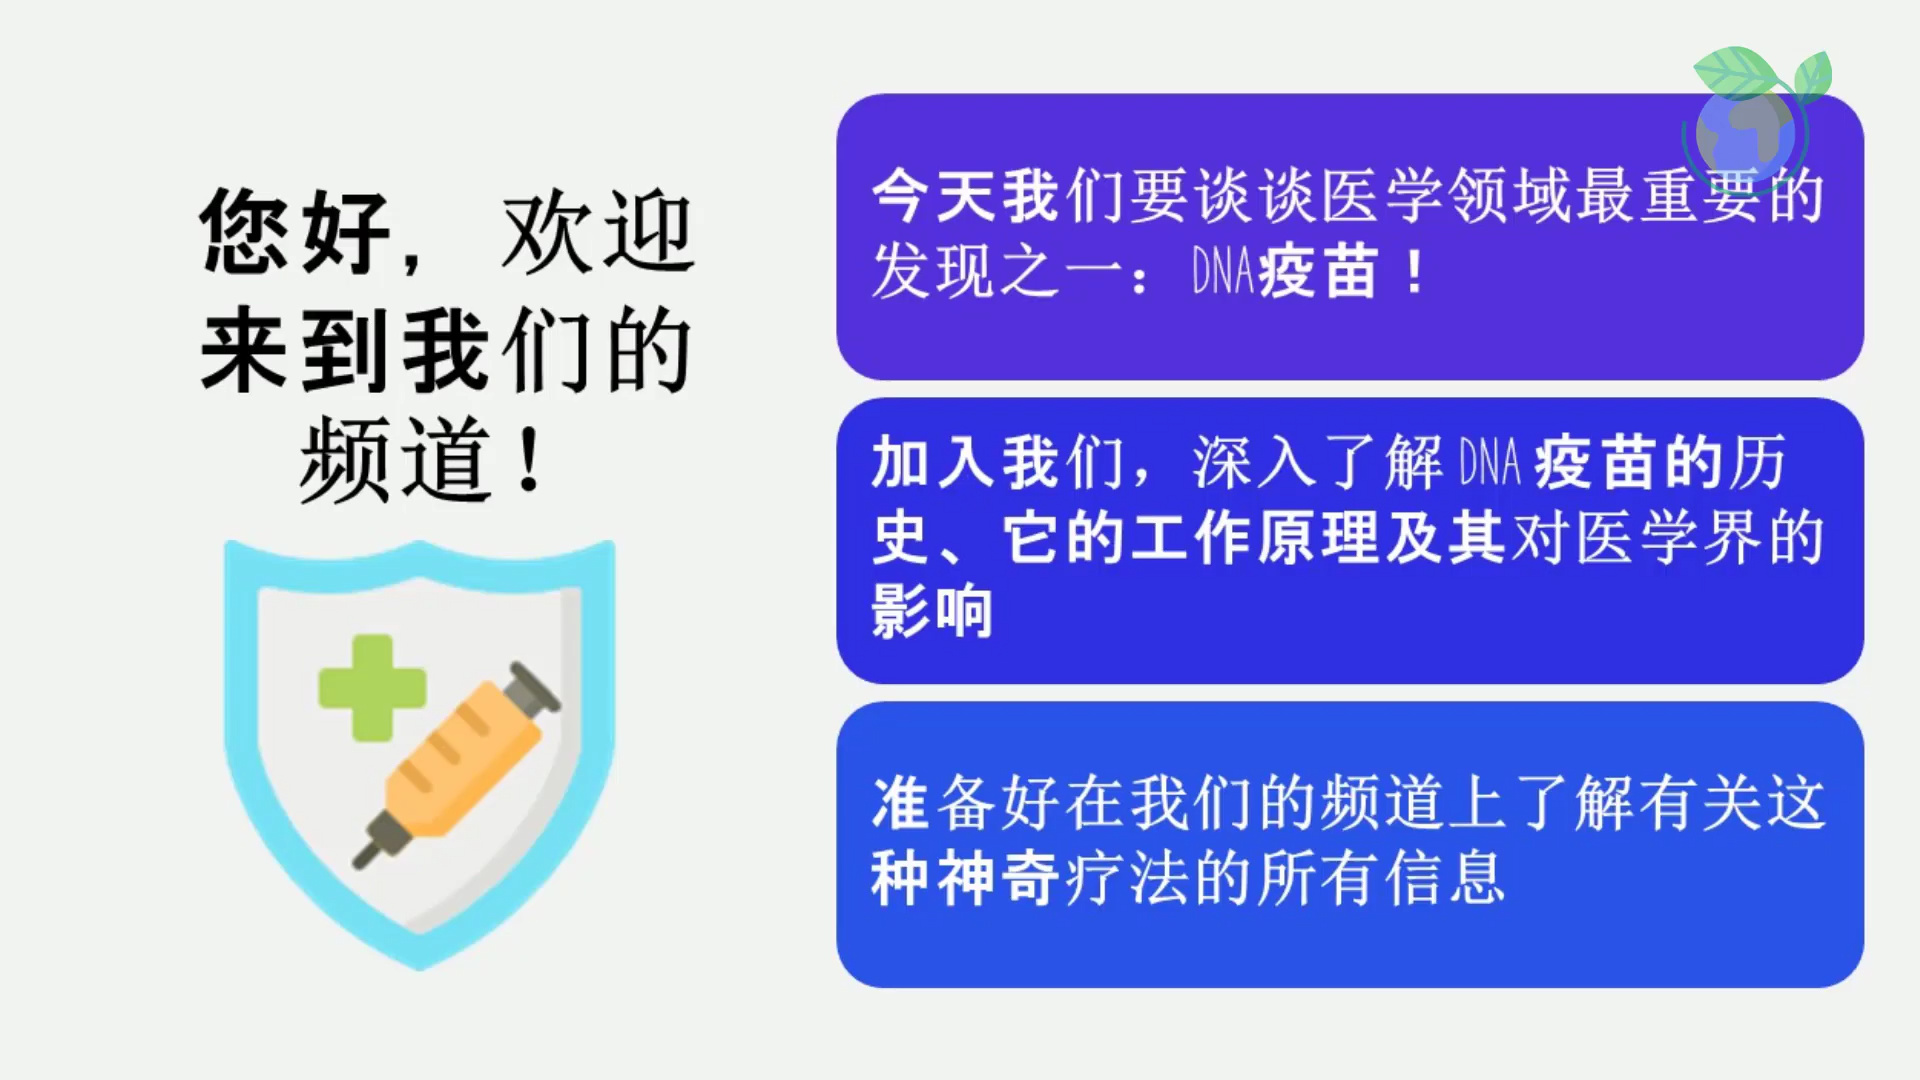 您好，欢迎
来到我们的
频道！
今天我们要谈谈医学领域最重要的
发现之一：DNA疫苗！
加入我们，深入了解 DNA 疫苗的历
史、它的工作原理及其对医学界的
影响
准备好在我们的频道上了解有关这
种神奇疗法的所有信息